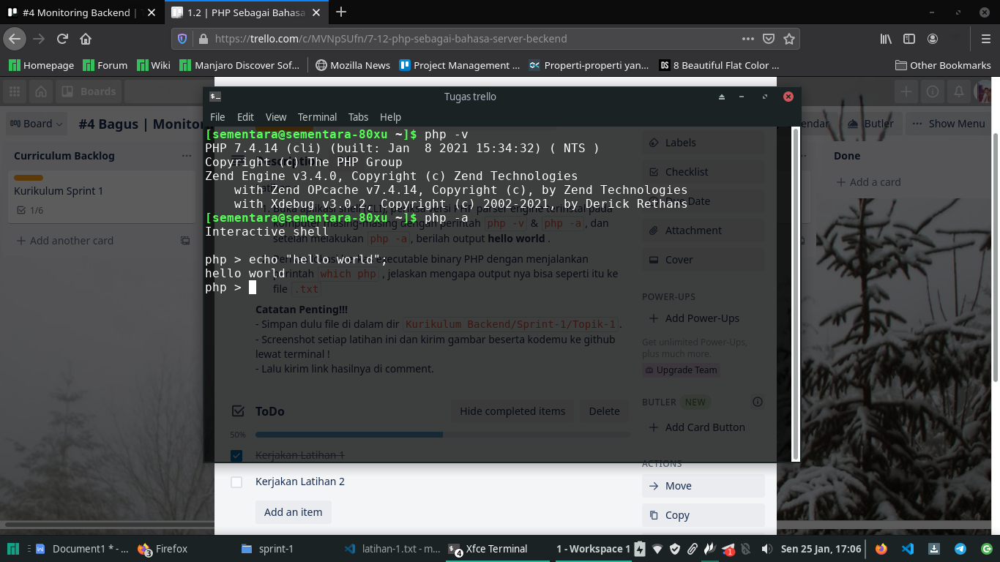 #4 Monitoring Backend |
1.2 | PHP Sebagai Bahasa
https://trello.com/c/MVNpSUfn/7-12-php-sebagai-bahasa-server-beckend
Homepage Forum Wiki Manjaro Discover Sof... Mozilla News Project Management ... Properti-properti yan... DS 8 Beautiful Flat Color ... Other Bookmarks
Boards
Board
#4 Bagus | Monitor
endar Butler ... Show Menu
Curriculum Backlog
Kurikulum Sprint 1
1/6
+ Add another card
Tugas trello
File Edit View Terminal Tabs Help
[sementara@sementara-80xu ~]$ php -v
PHP 7.4.14 (cli) (built: Jan  8 2021 15:34:32) ( NTS )
Copyright (c) The PHP Group
Zend Engine v3.4.0, Copyright (c) Zend Technologies
    with Zend OPcache v7.4.14, Copyright (c), by Zend Technologies
    with Xdebug v3.0.2, Copyright (c) 2002-2021, by Derick Rethans
[sementara@sementara-80xu ~]$ php -a
Interactive shell
php > echo "hello world";
hello world
php >
komputer masing-masing dengan perintah php -v & php -a , dan
setelah melakukan php -a , berilah output hello world .
executable binary PHP dengan menjalankan
perintah which php , jelaskan mengapa output nya bisa seperti itu ke
file .txt
Catatan Penting!!!
- Simpan dulu file di dalam dir Kurikulum Backend/Sprint-1/Topik-1 .
- Screenshot setiap latihan ini dan kirim gambar beserta kodemu ke github
lewat terminal !
- Lalu kirim link hasilnya di comment.
ToDo
Hide completed items
Delete
50%
Kerjakan Latihan 1
Kerjakan Latihan 2
Add an item
Labels
Checklist
Due Date
Attachment
Cover
POWER-UPS
+ Add Power-Ups
Get unlimited Power-Ups,
plus much more.
Upgrade Team
BUTLER NEW
+ Add Card Button
ACTIONS
Move
Copy
Done
+ Add a card
Document1 * - ... 3 Firefox sprint-1 latihan-1.txt - m... 4 Xfce Terminal 1 - Workspace 1 1 Sen 25 Jan, 17:06